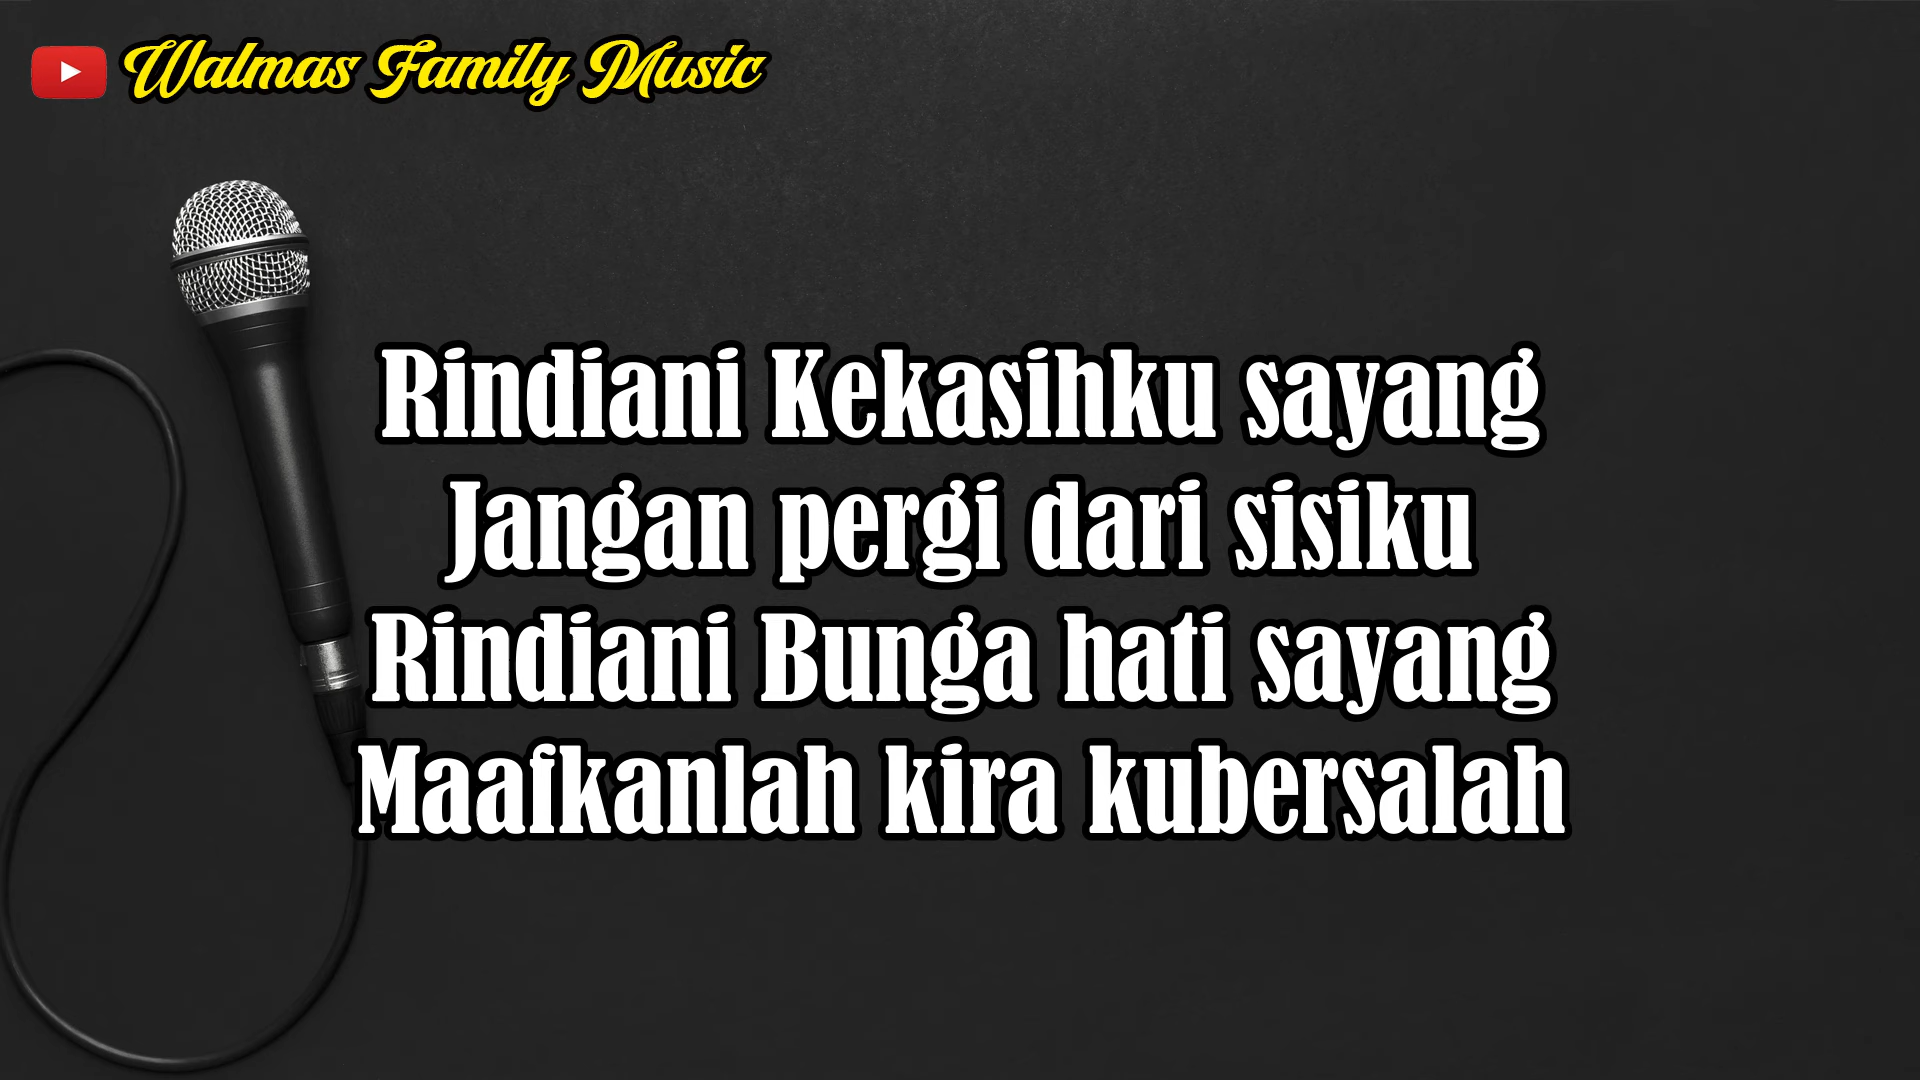 Walmas Family Music
Rindiani Kekasihku sayang
Jangan pergi dari sisiku
Rindiani Bunga hati sayang
Maafkanlah kira kubersalah